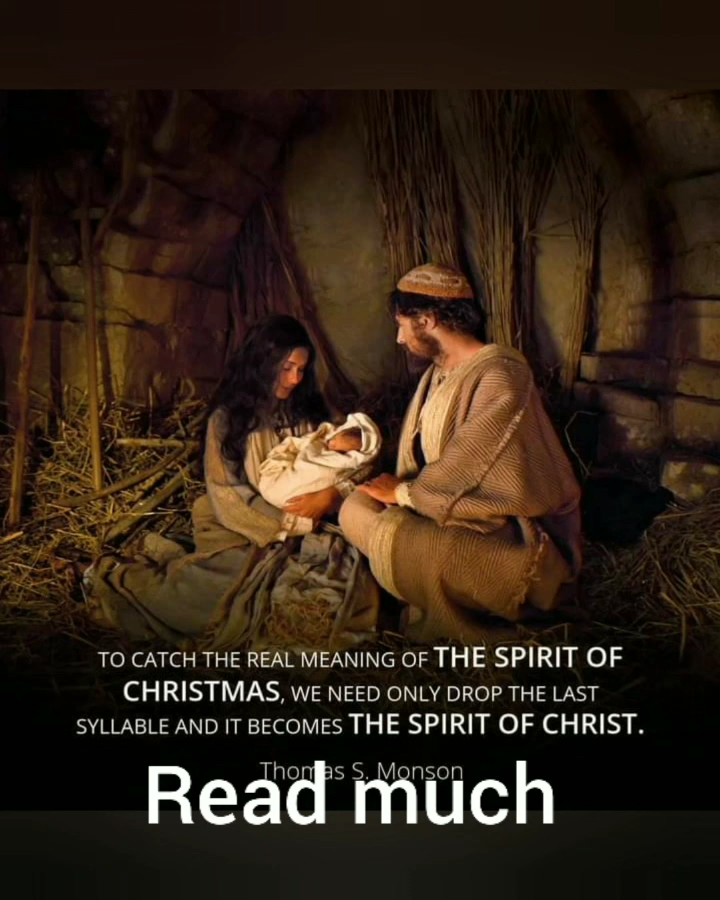 TO CATCH THE REAL MEANING OF THE SPIRIT OF
CHRISTMAS, WE NEED ONLY DROP THE LAST
SYLLABLE AND IT BECOMES THE SPIRIT OF CHRIST.
Thomas S. Monson
Read much